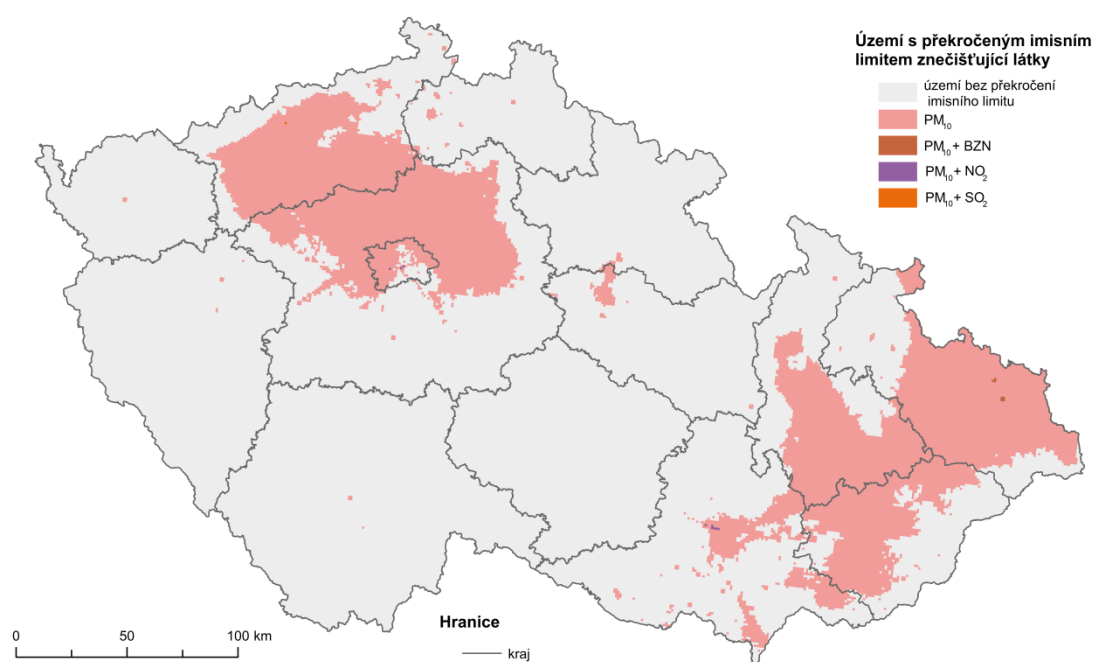 Území s překročeným imisním
limitem znečišťující látky
území bez překročení
imisního limitu
PM₁₀
PM₁₀ + BZN
PM₁₀ + NO₂
PM₁₀ + SO₂
Hranice
kraj
0 50 100 km